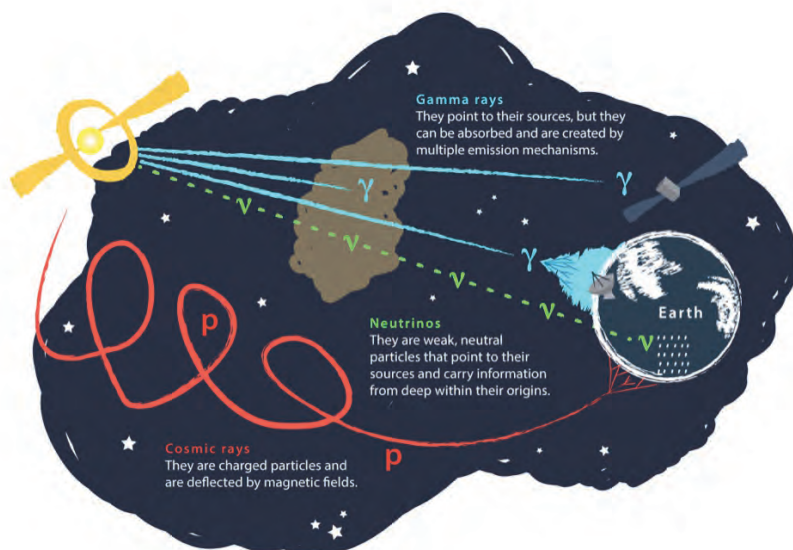 Gamma rays
They point to their sources, but they
can be absorbed and are created by
multiple emission mechanisms.
γ
γ
ν
ν
γ
ν
ν
Earth
ν
p
Neutrinos
They are weak, neutral
particles that point to their
sources and carry information
from deep within their origins.
Cosmic rays
They are charged particles and
are deflected by magnetic fields.
p